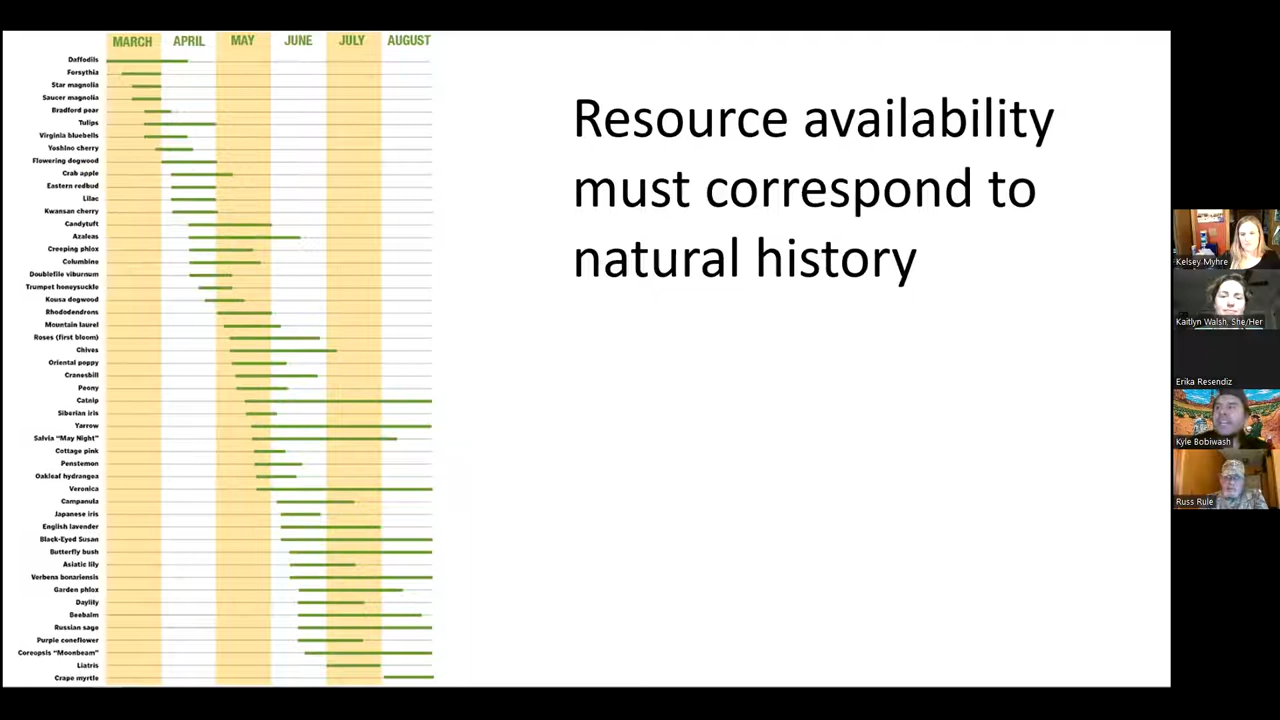 MARCH APRIL MAY JUNE JULY AUGUST
Daffodils
Forsythia
Star magnolia
Saucer magnolia
Bradford pear
Tulips
Virginia bluebells
Yoshino cherry
Flowering dogwood
Crab apple
Eastern redbud
Lilac
Kwansan cherry
Candytuft
Azaleas
Creeping phlox
Columbine
Doublefile viburnum
Trumpet honeysuckle
Kousa dogwood
Rhododendrons
Mountain laurel
Roses (first bloom)
Chives
Oriental poppy
Cranesbill
Peony
Catnip
Siberian iris
Yarrow
Salvia "May Night"
Cottage pink
Penstemon
Oakleaf hydrangea
Veronica
Campanula
Japanese iris
English lavender
Black-Eyed Susan
Butterfly bush
Asiatic lily
Verbena bonariensis
Garden phlox
Daylily
Beebalm
Russian sage
Purple coneflower
Coreopsis "Moonbeam"
Liatris
Crape myrtle
Resource availability
must correspond to
natural history
Kelsey Myhre
Kaitlyn Walsh, She/Her
Erika Resendiz
Kyle Bobiwash
Russ Rule